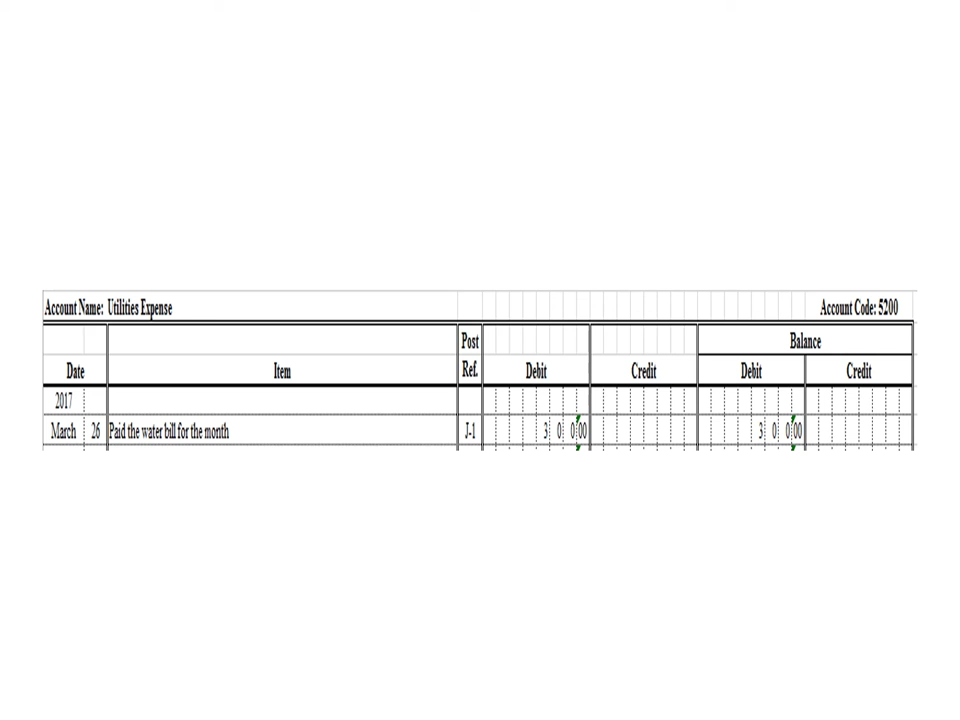 Account Name: Utilities Expense Account Code: 5200
Post Balance
Date Item Ref. Debit Credit Debit Credit
2017
March 26 Paid the water bill for the month J-1 3 0 0 00 3 0 0 00